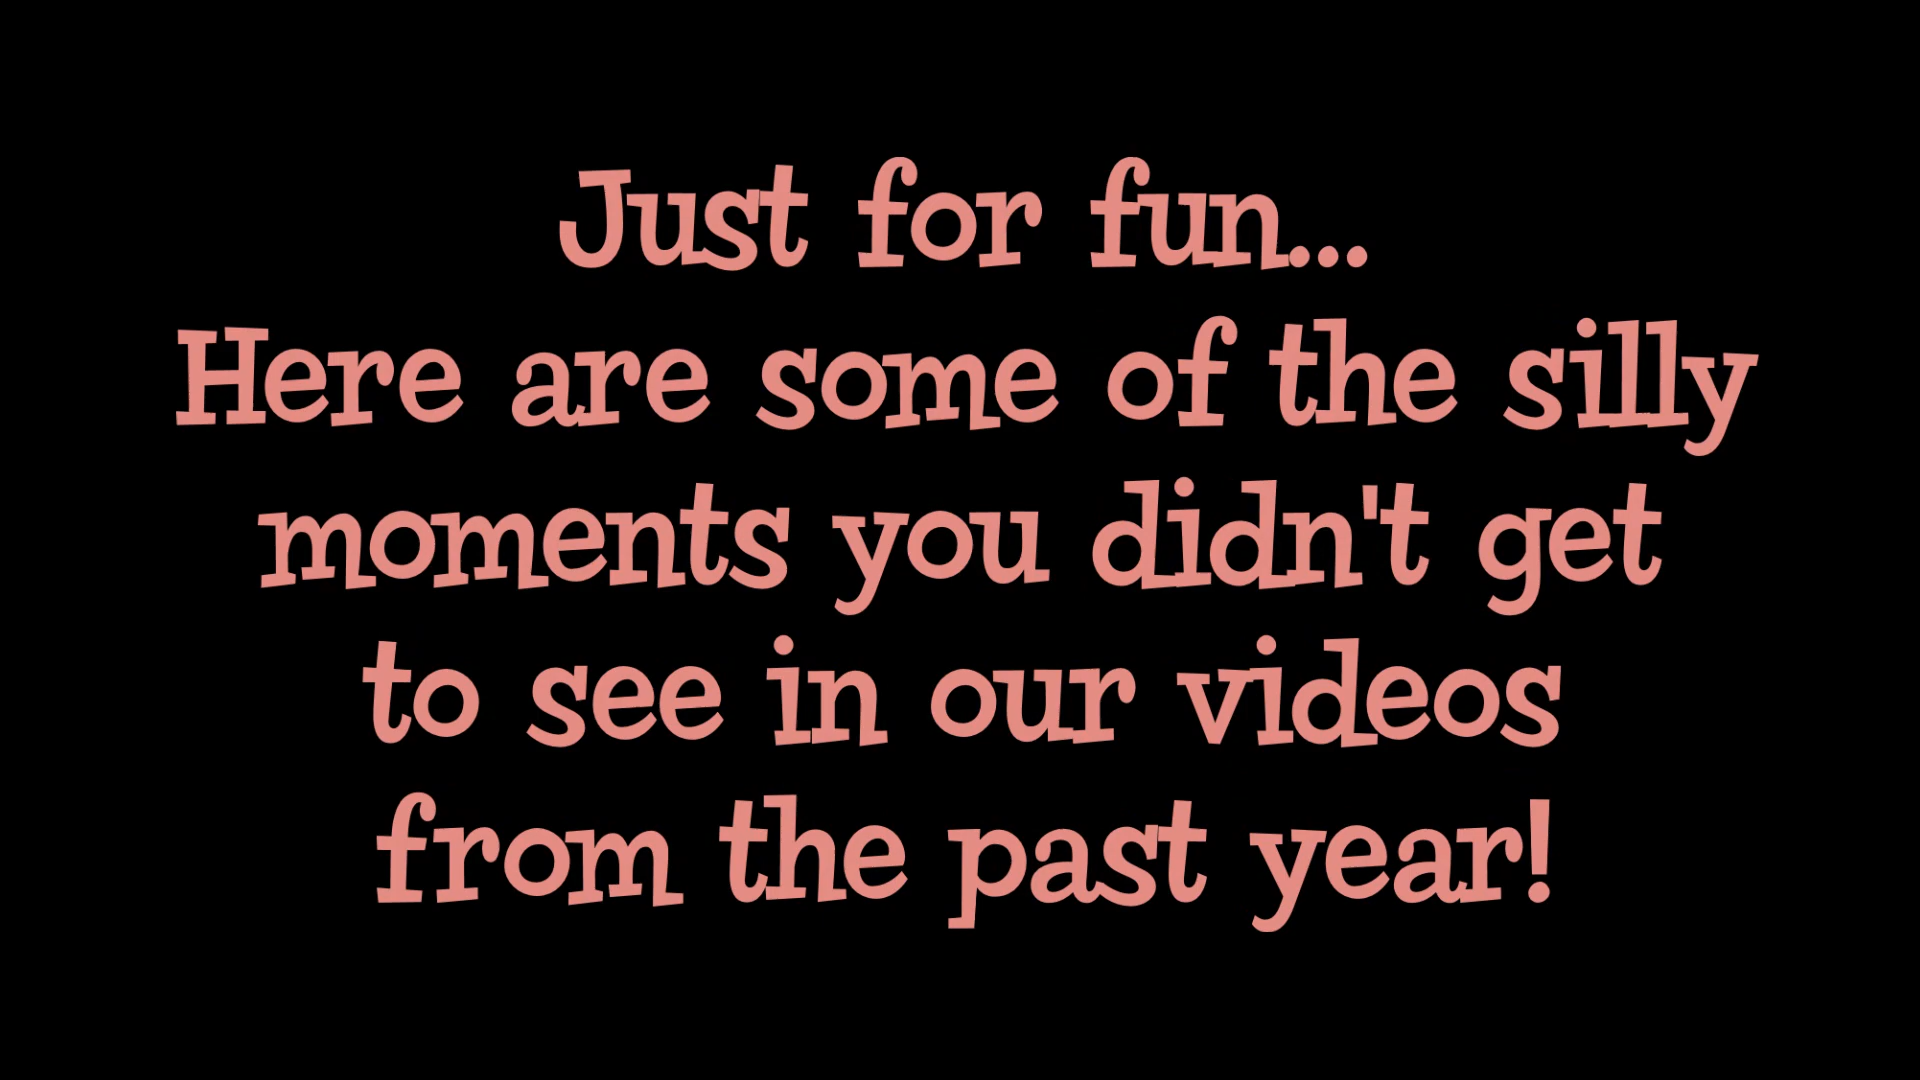 Just for fun...
Here are some of the silly
moments you didn't get
to see in our videos
from the past year!